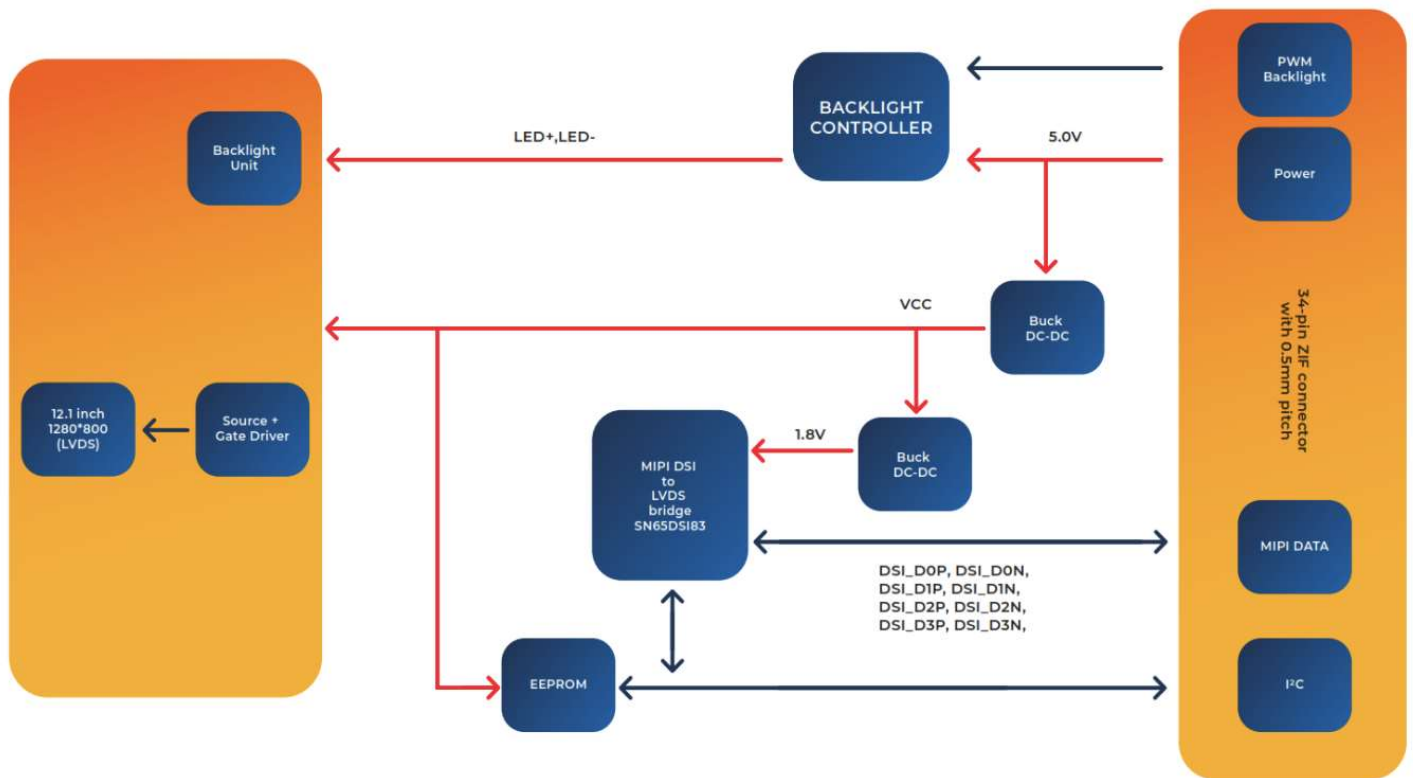 PWM
Backlight
BACKLIGHT
CONTROLLER
LED+,LED-
5.0V
Backlight
Unit
Power
34-pin ZIF connector
with 0.5mm pitch
VCC
Buck
DC-DC
12.1 inch
1280*800
(LVDS)
Source +
Gate Driver
1.8V
Buck
DC-DC
MIPI DSI
to
LVDS
bridge
SN65DSI83
MIPI DATA
DSI_D0P, DSI_D0N,
DSI_D1P, DSI_D1N,
DSI_D2P, DSI_D2N,
DSI_D3P, DSI_D3N,
EEPROM
I²C